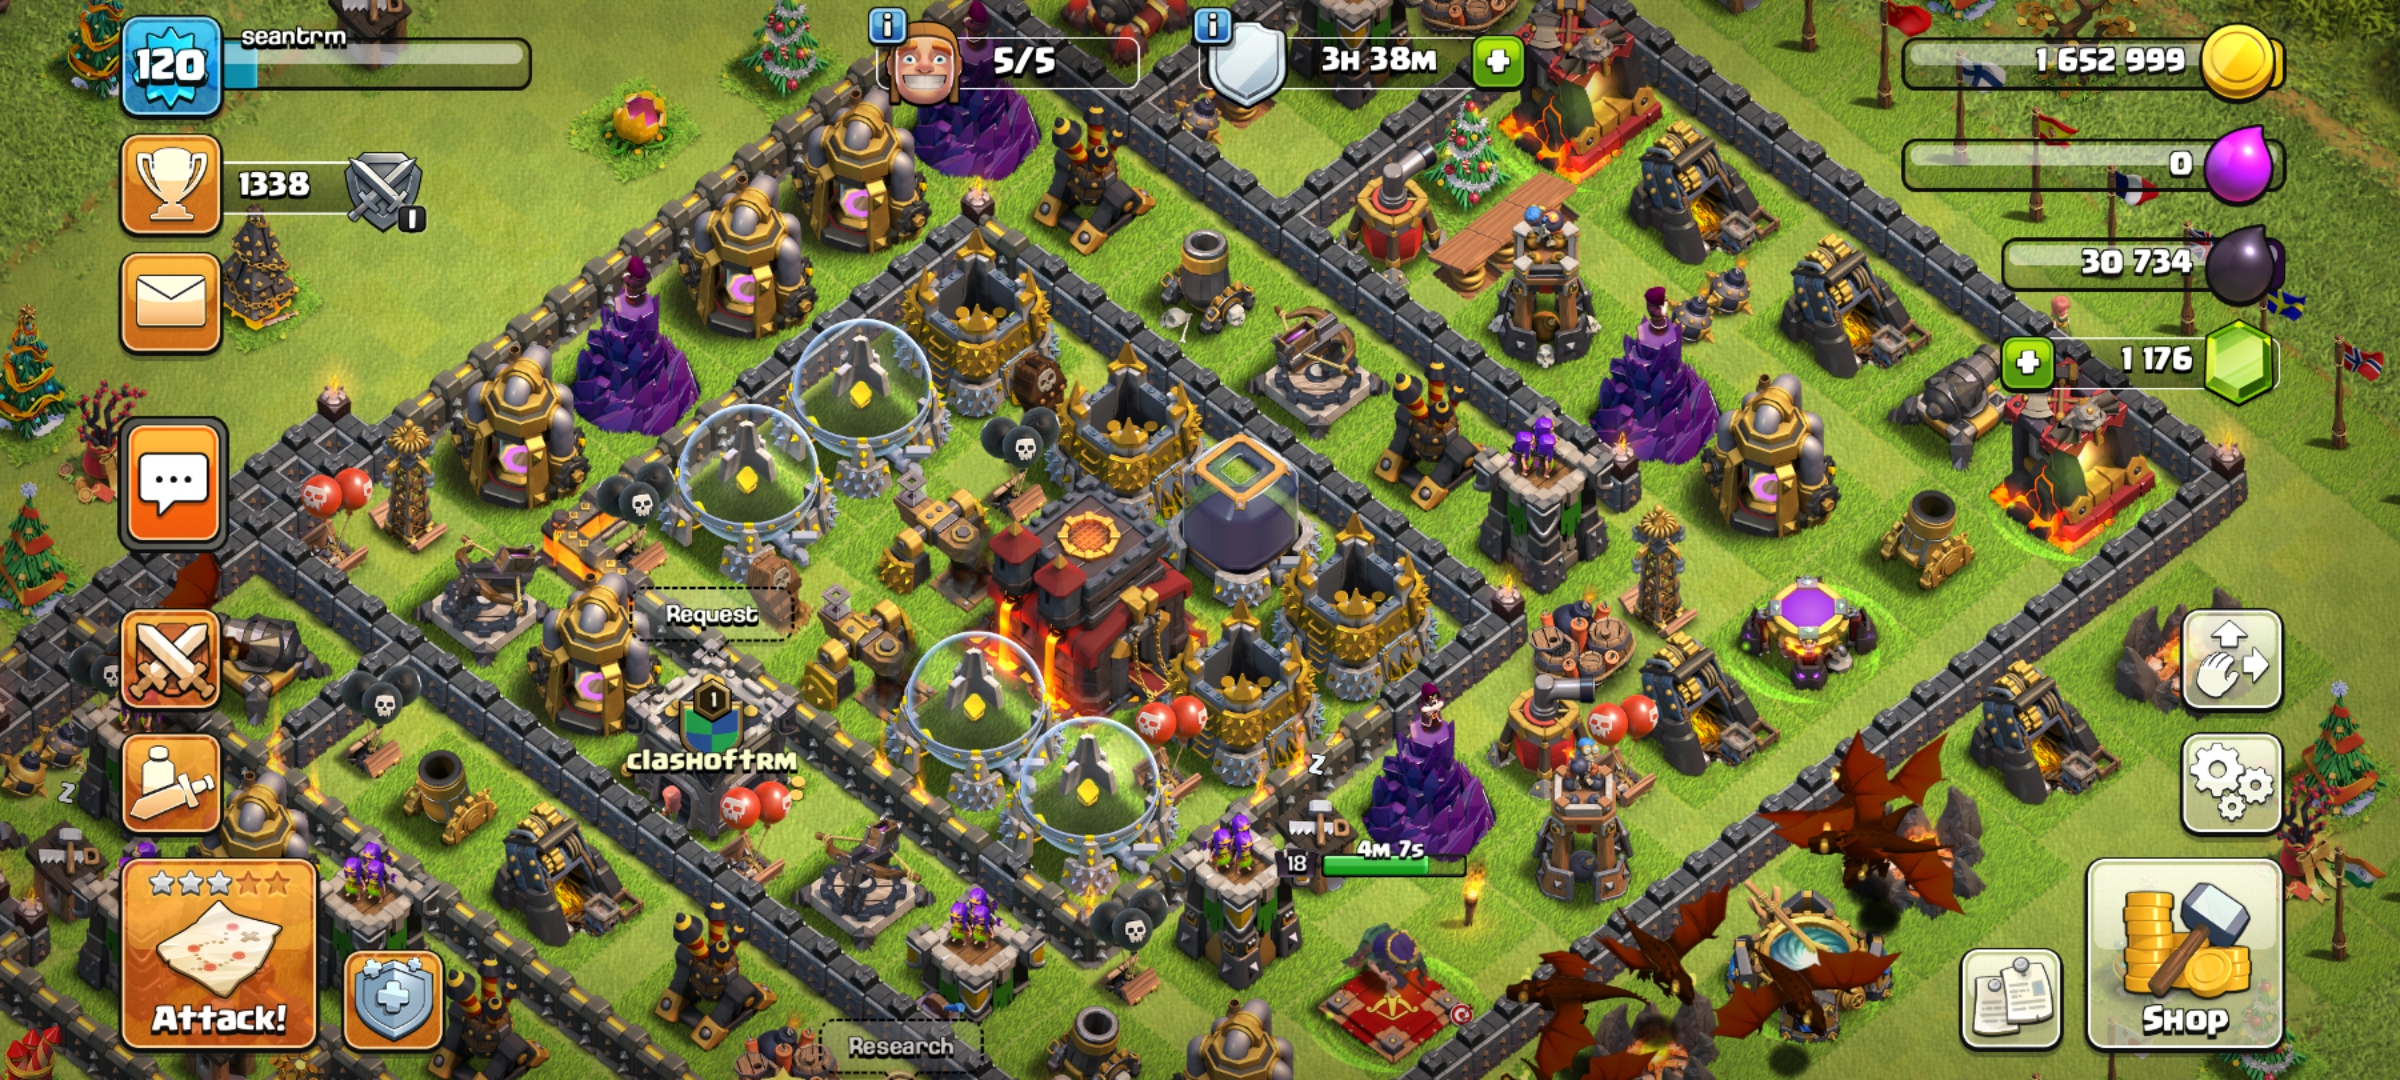 120
seantrm
5/5
3H 38M
1 652 999
1338
I
0
30 734
1 176
Request
1
clashoftRM
z
z
18
4M 7s
Attack!
Research
Shop